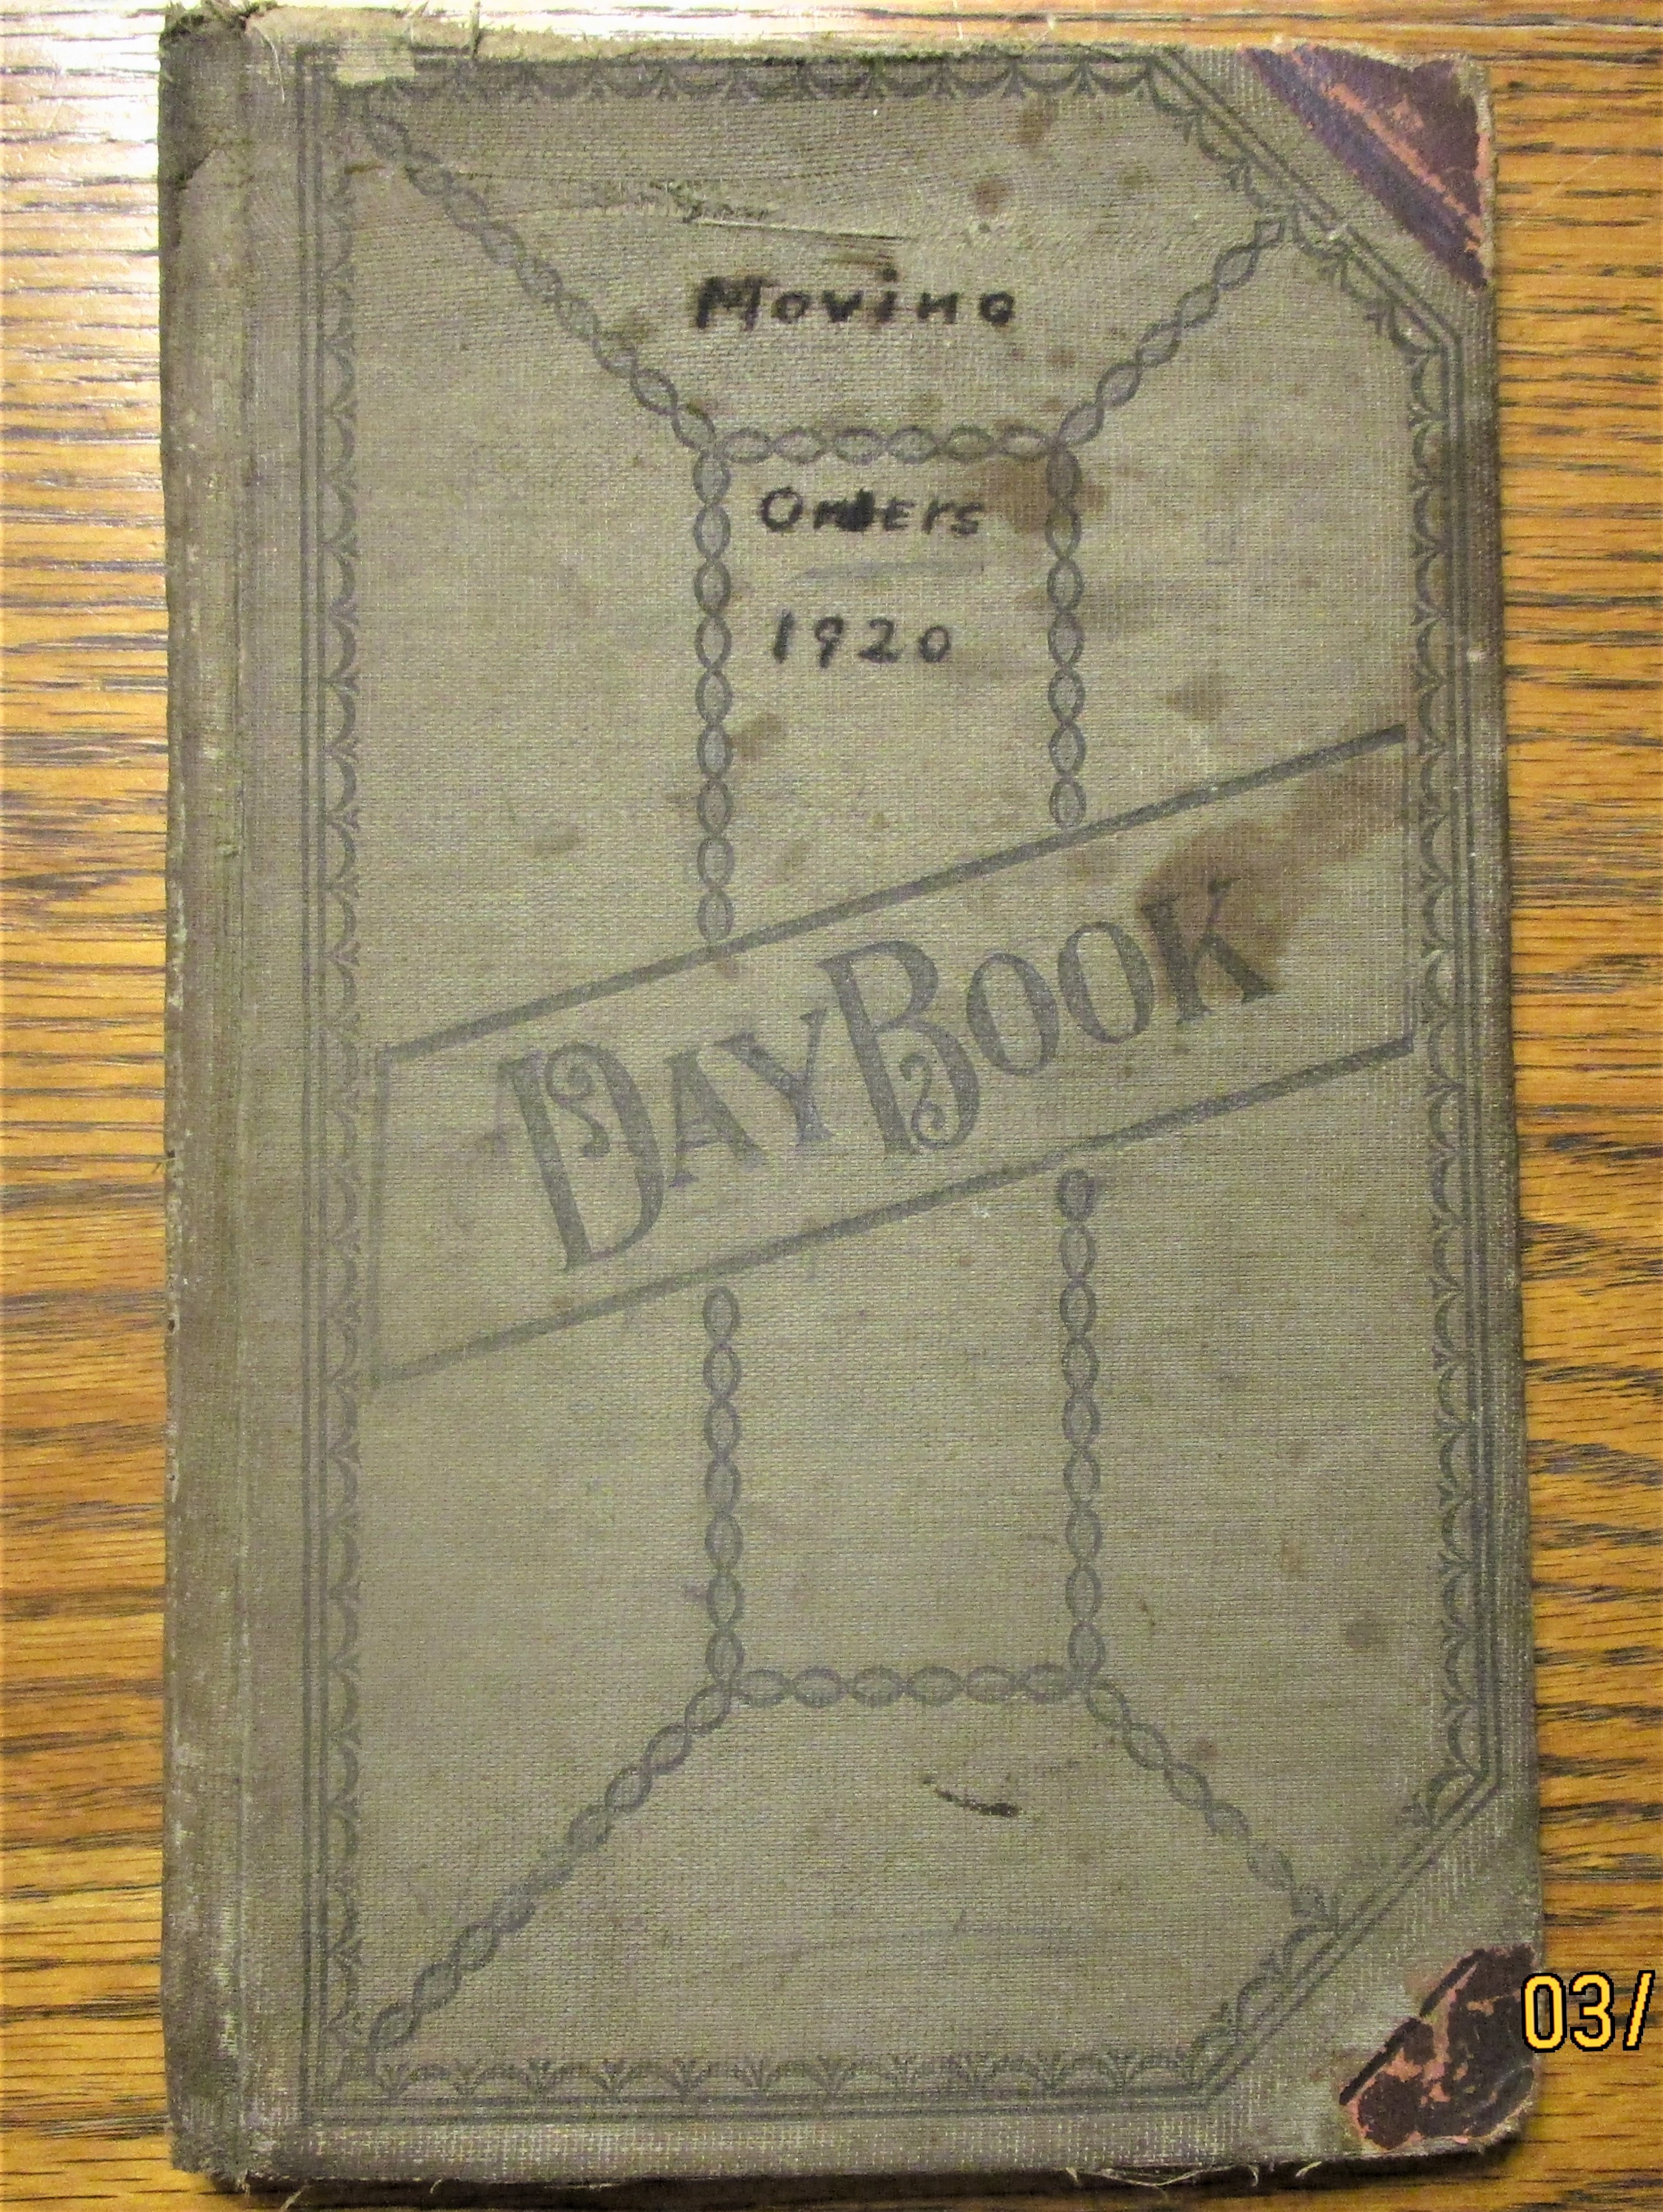 Moving
Orders
1920
DAYBOOK
03/